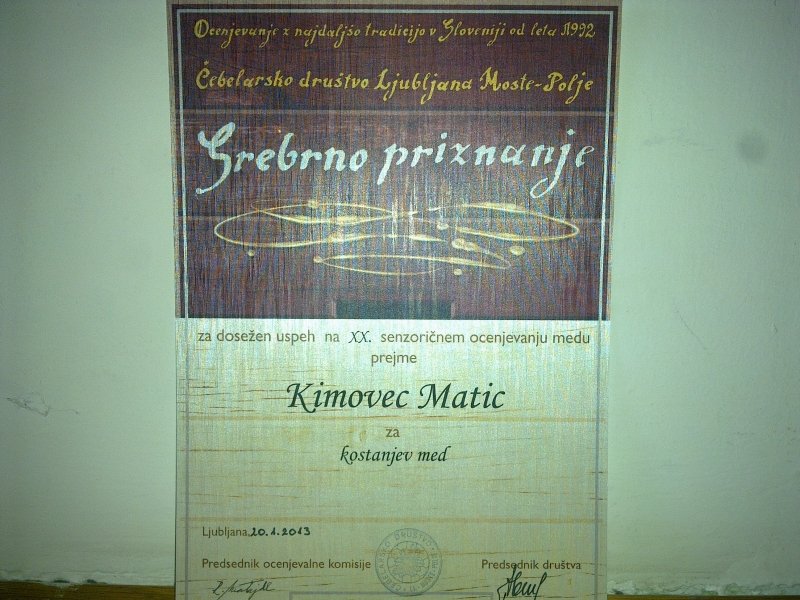 Ocenjevanje z najdaljšo tradicijo v Sloveniji od leta 1992
Čebelarsko društvo Ljubljana Moste-Polje
Srebrno priznanje
za dosežen uspeh na XX. senzoričnem ocenjevanju medu
prejme
Kimovec Matic
za
kostanjev med
Ljubljana, 20.1.2013
Predsednik ocenjevalne komisije Predsednik društva